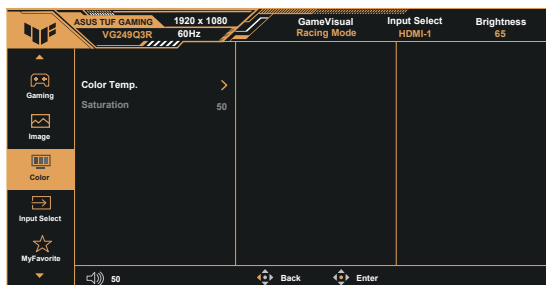 ASUS TUF GAMING
VG249Q3R
1920 x 1080
60Hz
GameVisual
Racing Mode
Input Select
HDMI-1
Brightness
65
Gaming
Image
Color
Input Select
MyFavorite
Color Temp.
Saturation 50
50
Back
Enter